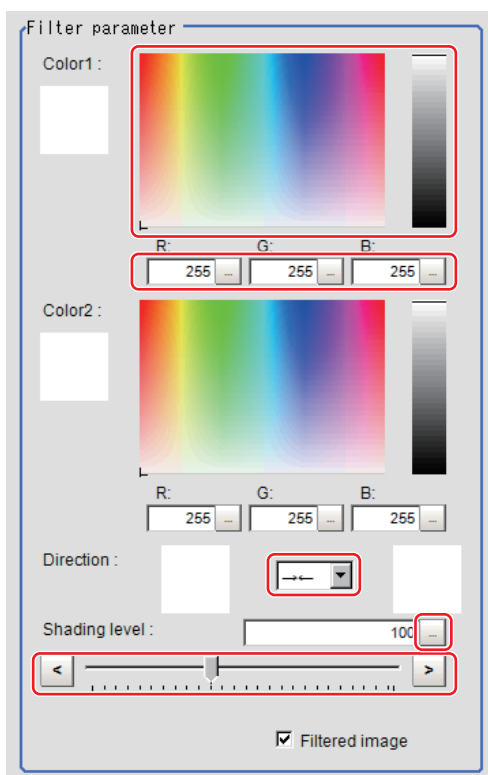 Filter parameter
Color1 :
R: G: B:
255 ... 255 ... 255 ...
Color2 :
R: G: B:
255 ... 255 ... 255 ...
Direction : →←
Shading level : 100 ...
< >
Filtered image